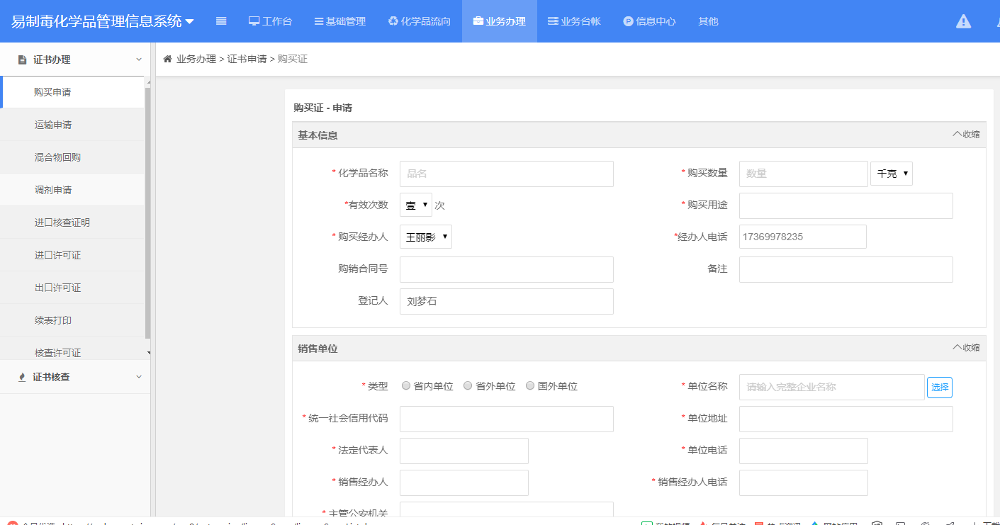 易制毒化学品管理信息系统 工作台 基础管理 化学品流向 业务办理 业务台帐 信息中心 其他
证书办理
业务办理 > 证书申请 > 购买证
购买申请
运输申请
混合物回购
调剂申请
进口核查证明
进口许可证
出口许可证
续表打印
核查许可证
证书核查
购买证 - 申请
基本信息 收缩
* 化学品名称 品名 * 购买数量 数量 千克
*有效次数 壹 次 * 购买用途
* 购买经办人 王丽影 *经办人电话 17369978235
购销合同号 备注
登记人 刘梦石
销售单位 收缩
* 类型 省内单位 省外单位 国外单位 * 单位名称 请输入完整企业名称 选择
* 统一社会信用代码 * 单位地址
* 法定代表人 * 单位电话
* 销售经办人 * 销售经办人电话
* 主管公安机关